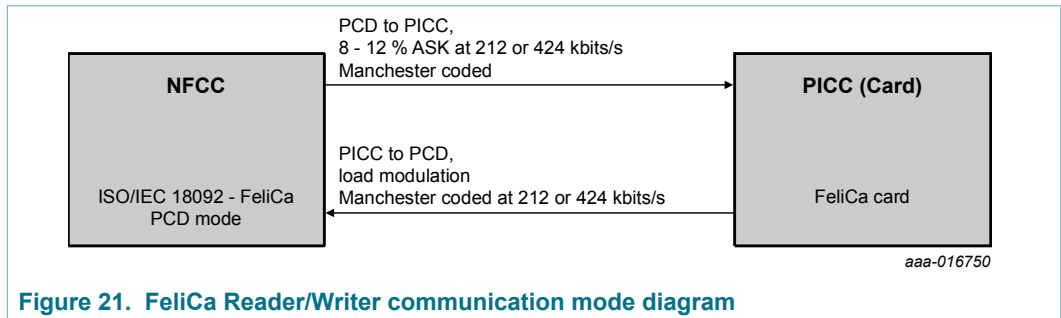 PCD to PICC,
8 - 12 % ASK at 212 or 424 kbits/s
Manchester coded
NFCC
PICC (Card)
PICC to PCD,
load modulation
Manchester coded at 212 or 424 kbits/s
ISO/IEC 18092 - FeliCa
PCD mode
FeliCa card
aaa-016750
Figure 21. FeliCa Reader/Writer communication mode diagram